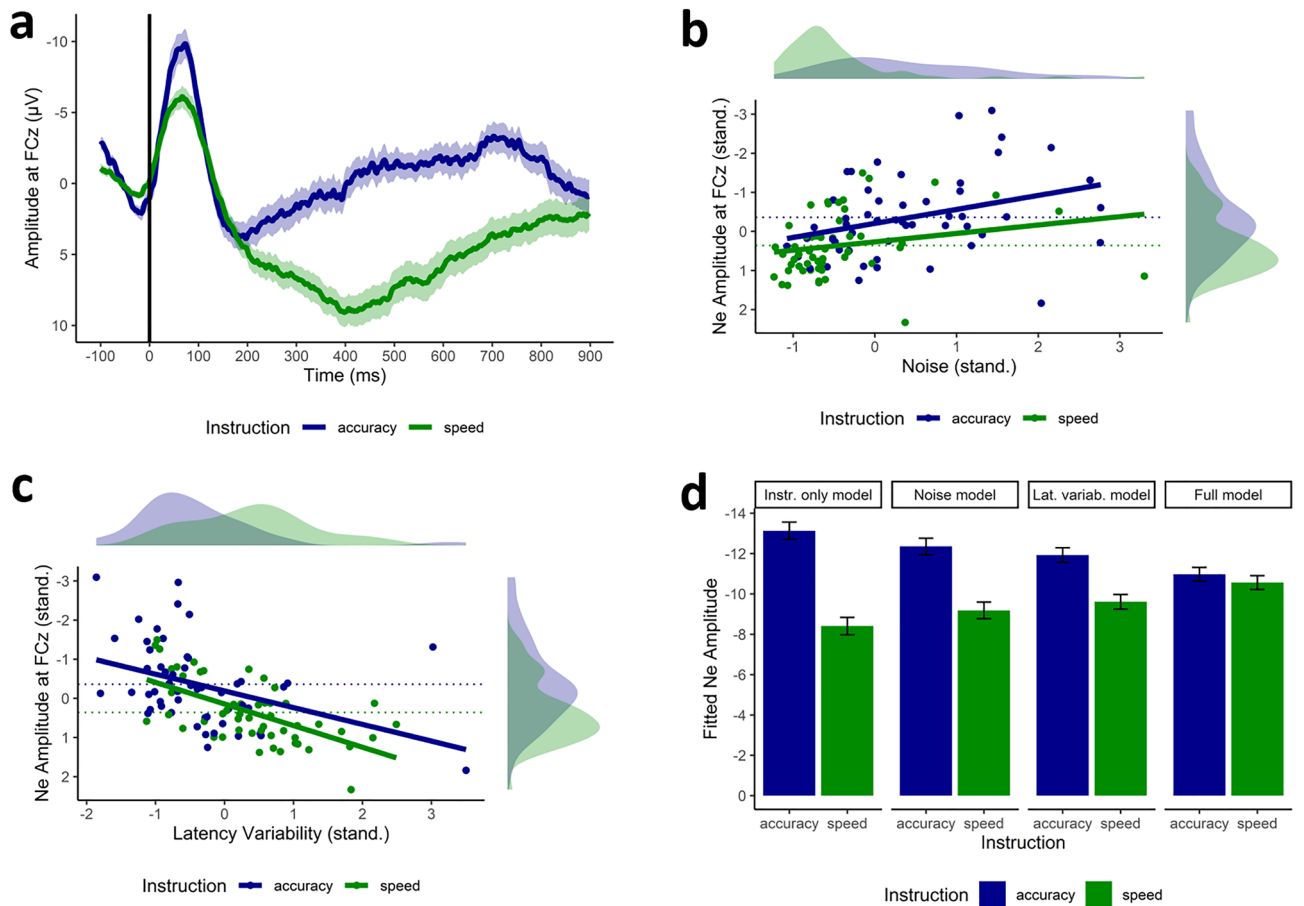 a
Amplitude at FCz (µV)
-10
-5
0
5
10
-100 0 100 200 300 400 500 600 700 800 900
Time (ms)
Instruction accuracy speed
b
Ne Amplitude at FCz (stand.)
-3
-2
-1
0
1
2
-1 0 1 2 3
Noise (stand.)
Instruction accuracy speed
c
Ne Amplitude at FCz (stand.)
-3
-2
-1
0
1
2
-2 -1 0 1 2 3
Latency Variability (stand.)
Instruction accuracy speed
d
Instr. only model Noise model Lat. variab. model Full model
Fitted Ne Amplitude
-14
-12
-10
-8
-6
-4
-2
0
accuracy speed accuracy speed accuracy speed accuracy speed
Instruction
Instruction accuracy speed